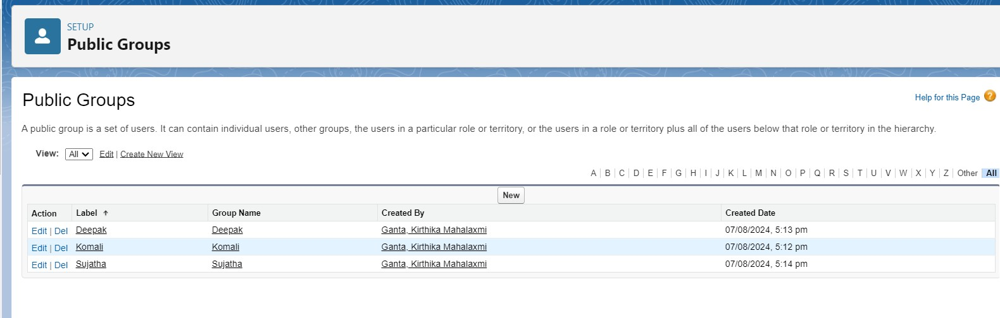 SETUP
Public Groups
Public Groups
Help for this Page ?
A public group is a set of users. It can contain individual users, other groups, the users in a particular role or territory, or the users in a role or territory plus all of the users below that role or territory in the hierarchy.
View: All Edit | Create New View
A | B | C | D | E | F | G | H | I | J | K | L | M | N | O | P | Q | R | S | T | U | V | W | X | Y | Z | Other | All
New
Action Label ↑ Group Name Created By Created Date
Edit | Del Deepak Deepak Ganta, Kirthika Mahalaxmi 07/08/2024, 5:13 pm
Edit | Del Komali Komali Ganta, Kirthika Mahalaxmi 07/08/2024, 5:12 pm
Edit | Del Sujatha Sujatha Ganta, Kirthika Mahalaxmi 07/08/2024, 5:14 pm